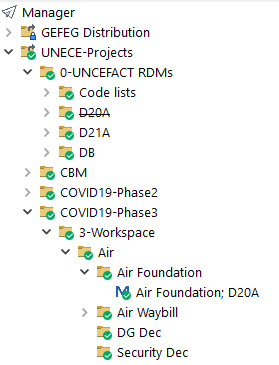 Manager
GEFEG Distribution
UNECE-Projects
0-UNCEFACT RDMs
Code lists
D20A
D21A
DB
CBM
COVID19-Phase2
COVID19-Phase3
3-Workspace
Air
Air Foundation
Air Foundation; D20A
Air Waybill
DG Dec
Security Dec